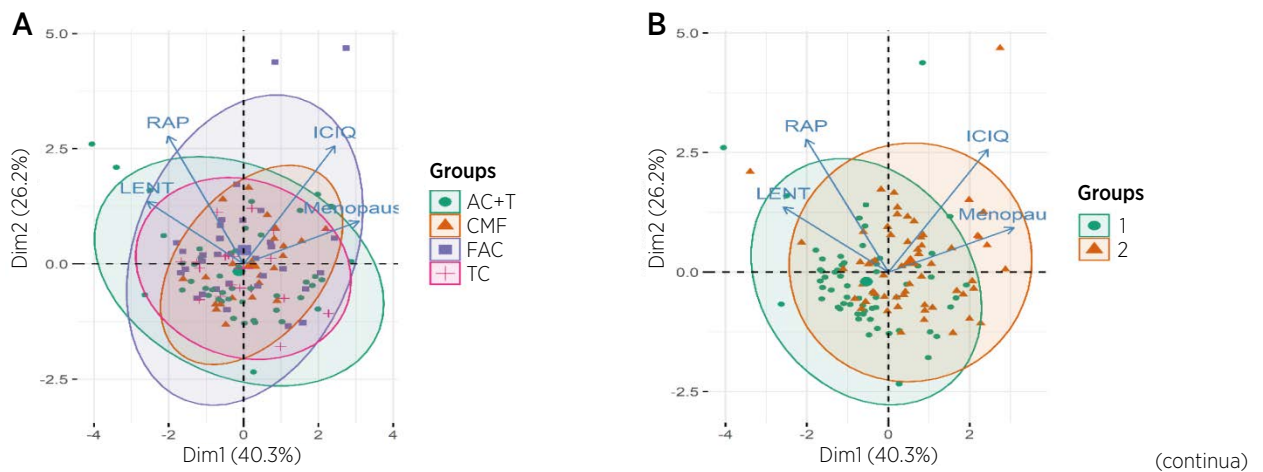 A
5.0
2.5
0.0
-2.5
Dim2 (26.2%)
RAP
ICIQ
LENT
Menopaus
-4
-2
0
2
4
Dim1 (40.3%)
Groups
AC+T
CMF
FAC
TC
B
5.0
2.5
0.0
-2.5
Dim2 (26.2%)
RAP
ICIQ
LENT
Menopau
-4
-2
0
2
Dim1 (40.3%)
Groups
1
2
(continua)